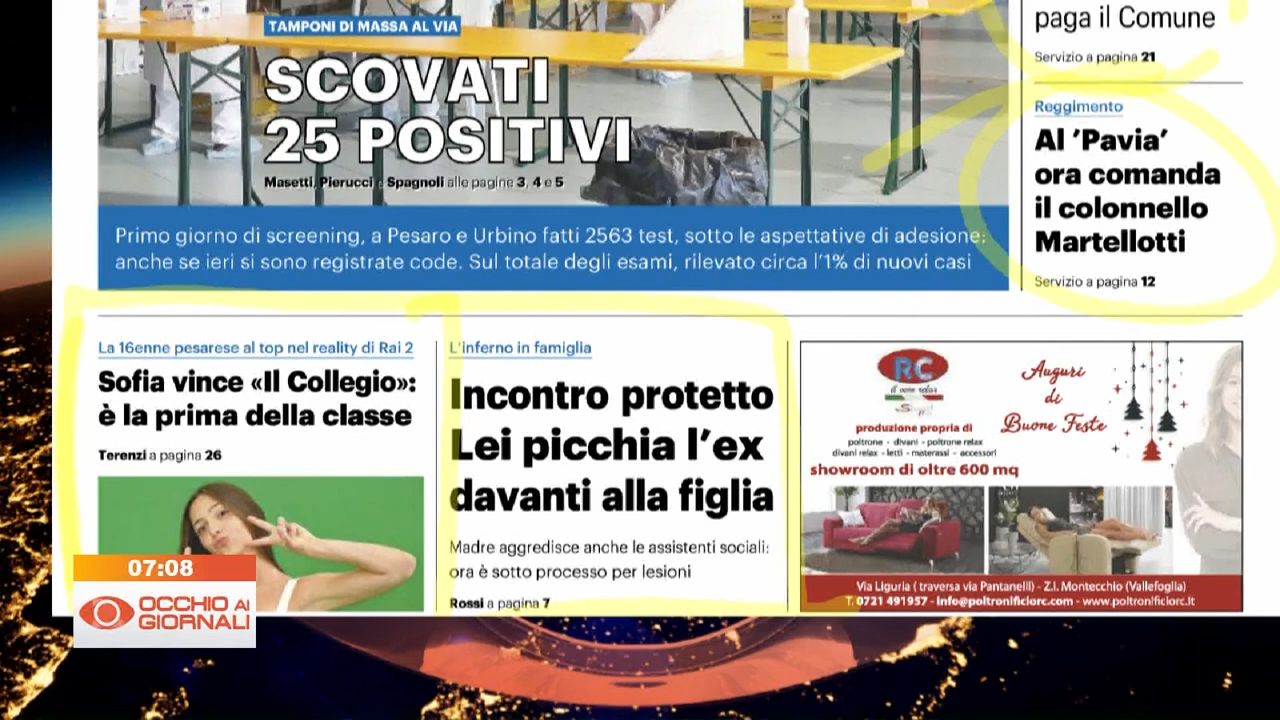 TAMPONI DI MASSA AL VIA
SCOVATI
25 POSITIVI
Masetti, Pierucci e Spagnoli alle pagine 3, 4 e 5
Primo giorno di screening, a Pesaro e Urbino fatti 2563 test, sotto le aspettative di adesione:
anche se ieri si sono registrate code. Sul totale degli esami, rilevato circa l'1% di nuovi casi
paga il Comune
Servizio a pagina 21
Reggimento
Al 'Pavia'
ora comanda
il colonnello
Martellotti
Servizio a pagina 12
La 16enne pesarese al top nel reality di Rai 2
Sofia vince «Il Collegio»:
è la prima della classe
Terenzi a pagina 26
L'inferno in famiglia
Incontro protetto
Lei picchia l'ex
davanti alla figlia
Madre aggredisce anche le assistenti sociali:
ora è sotto processo per lesioni
Rossi a pagina 7
RC
il vero relax
Auguri
di
Buone Feste
produzione propria di
poltrone - divani - poltrone relax
divani relax - letti - materassi - accessori
showroom di oltre 600 mq
Via Liguria ( traversa via Pantanelli) - Z.I. Montecchio (Vallefoglia)
T. 0721 491957 - info@poltronificiorc.com - www.poltronificiorc.it
07:08
OCCHIO AI
GIORNALI